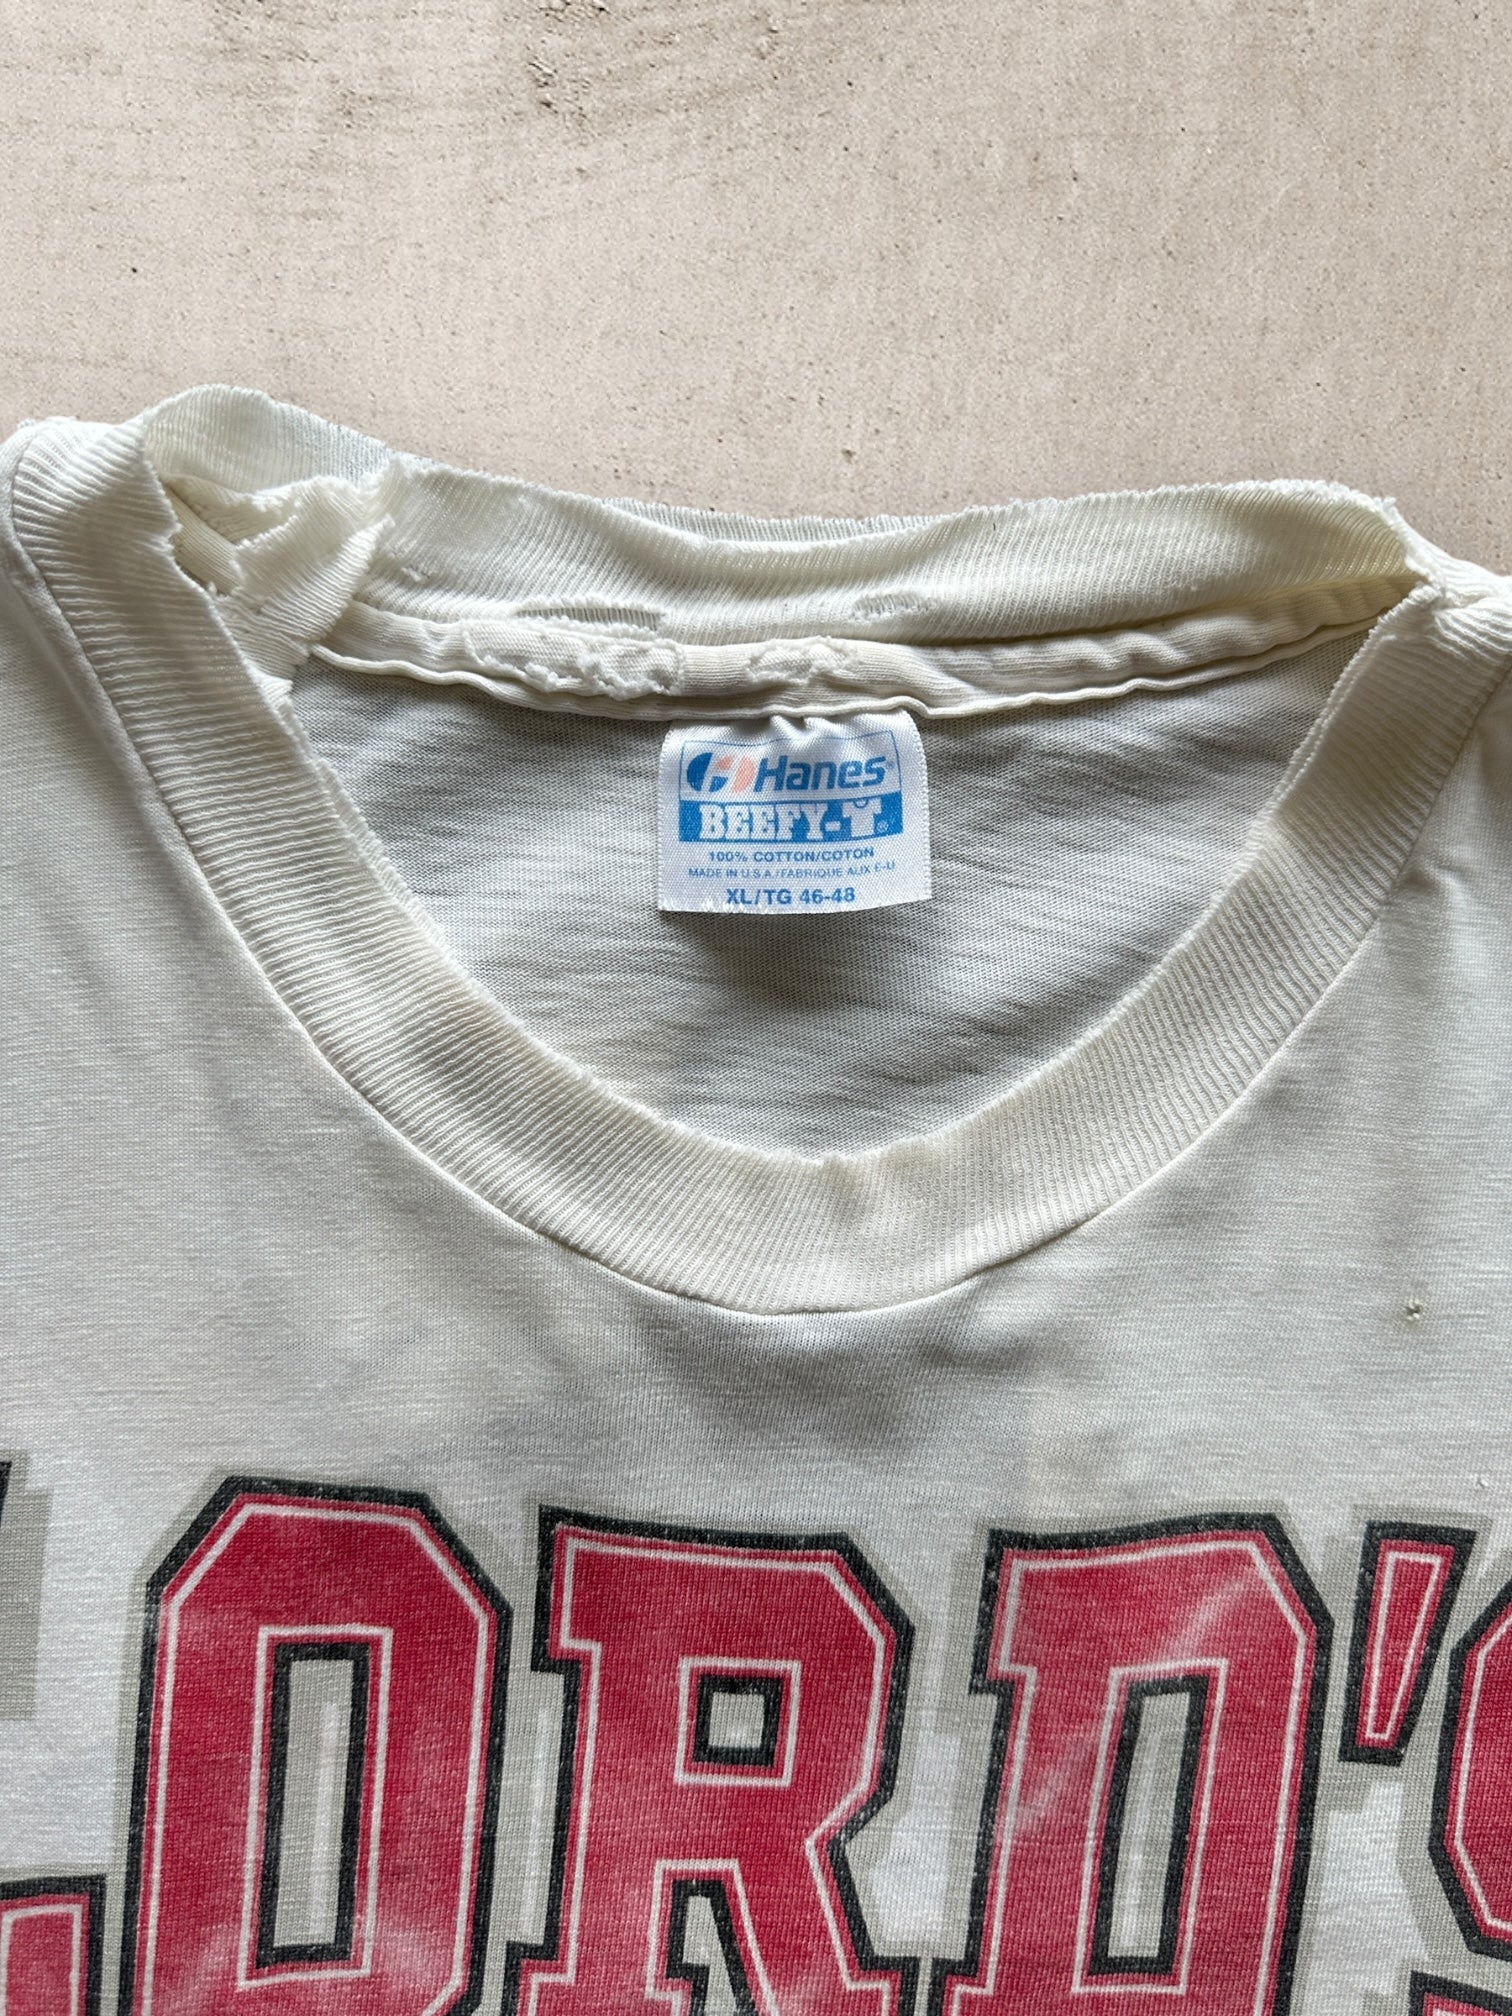 Hanes®
BEEFY-T®
100% COTTON/COTON
MADE IN U.S.A./FABRIQUE AUX É-U
XL/TG 46-48
LORD'S